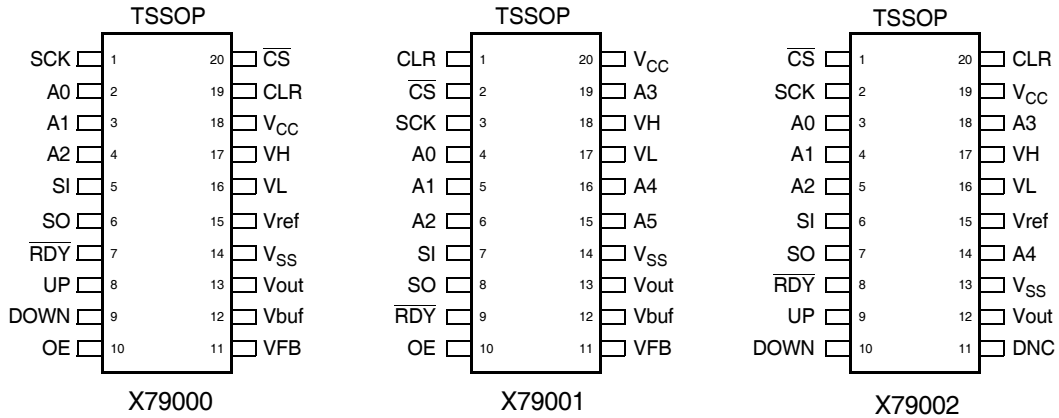 TSSOP TSSOP TSSOP
SCK 1 20 CS CLR 1 20 VCC CS 1 20 CLR
A0 2 19 CLR CS 2 19 A3 SCK 2 19 VCC
A1 3 18 VCC SCK 3 18 VH A0 3 18 A3
A2 4 17 VH A0 4 17 VL A1 4 17 VH
SI 5 16 VL A1 5 16 A4 A2 5 16 VL
SO 6 15 Vref A2 6 15 A5 SI 6 15 Vref
RDY 7 14 VSS SI 7 14 VSS SO 7 14 A4
UP 8 13 Vout SO 8 13 Vout RDY 8 13 VSS
DOWN 9 12 Vbuf RDY 9 12 Vbuf UP 9 12 Vout
OE 10 11 VFB OE 10 11 VFB DOWN 10 11 DNC
X79000 X79001 X79002